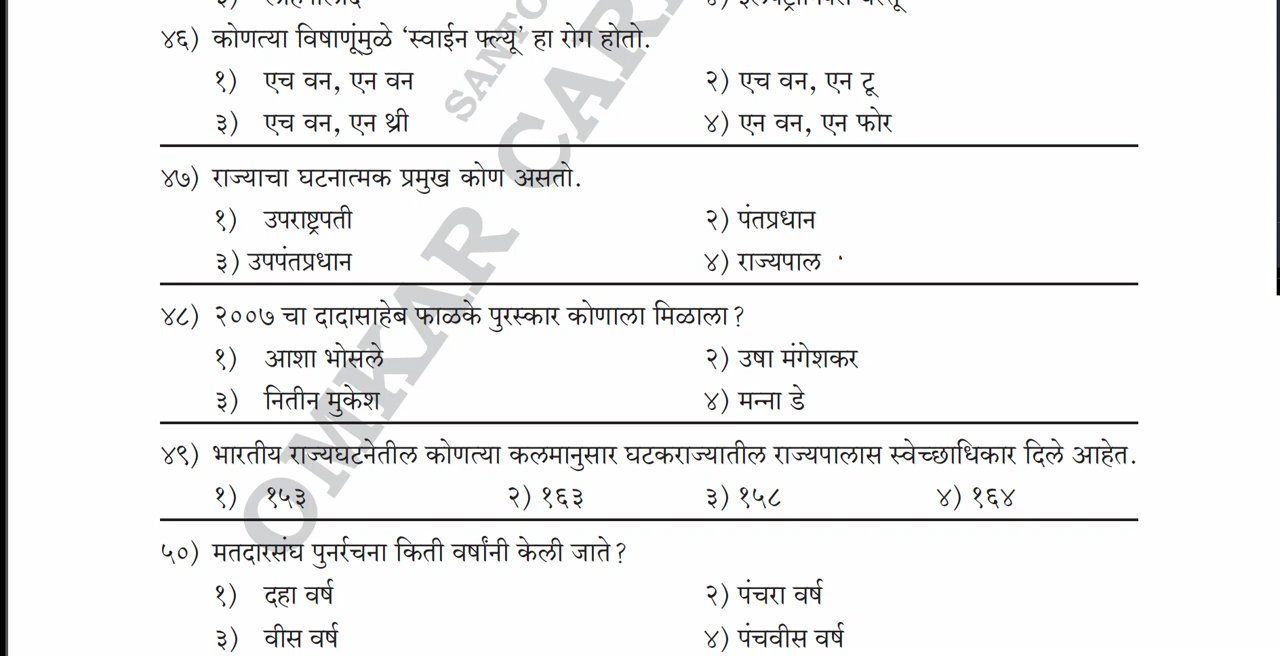 ४६) कोणत्या विषाणूंमुळे ‘स्वाईन फ्ल्यू’ हा रोग होतो.
१) एच वन, एन वन २) एच वन, एन टू
३) एच वन, एन थ्री ४) एन वन, एन फोर
४७) राज्याचा घटनात्मक प्रमुख कोण असतो.
१) उपराष्ट्रपती २) पंतप्रधान
३) उपपंतप्रधान ४) राज्यपाल
४८) २००७ चा दादासाहेब फाळके पुरस्कार कोणाला मिळाला?
१) आशा भोसले २) उषा मंगेशकर
३) नितीन मुकेश ४) मन्ना डे
४९) भारतीय राज्यघटनेतील कोणत्या कलमानुसार घटकराज्यातील राज्यपालास स्वेच्छाधिकार दिले आहेत.
१) १५३ २) १६३ ३) १५८ ४) १६४
५०) मतदारसंघ पुनर्रचना किती वर्षांनी केली जाते?
१) दहा वर्ष २) पंचरा वर्ष
३) वीस वर्ष ४) पंचवीस वर्ष
OMKAR